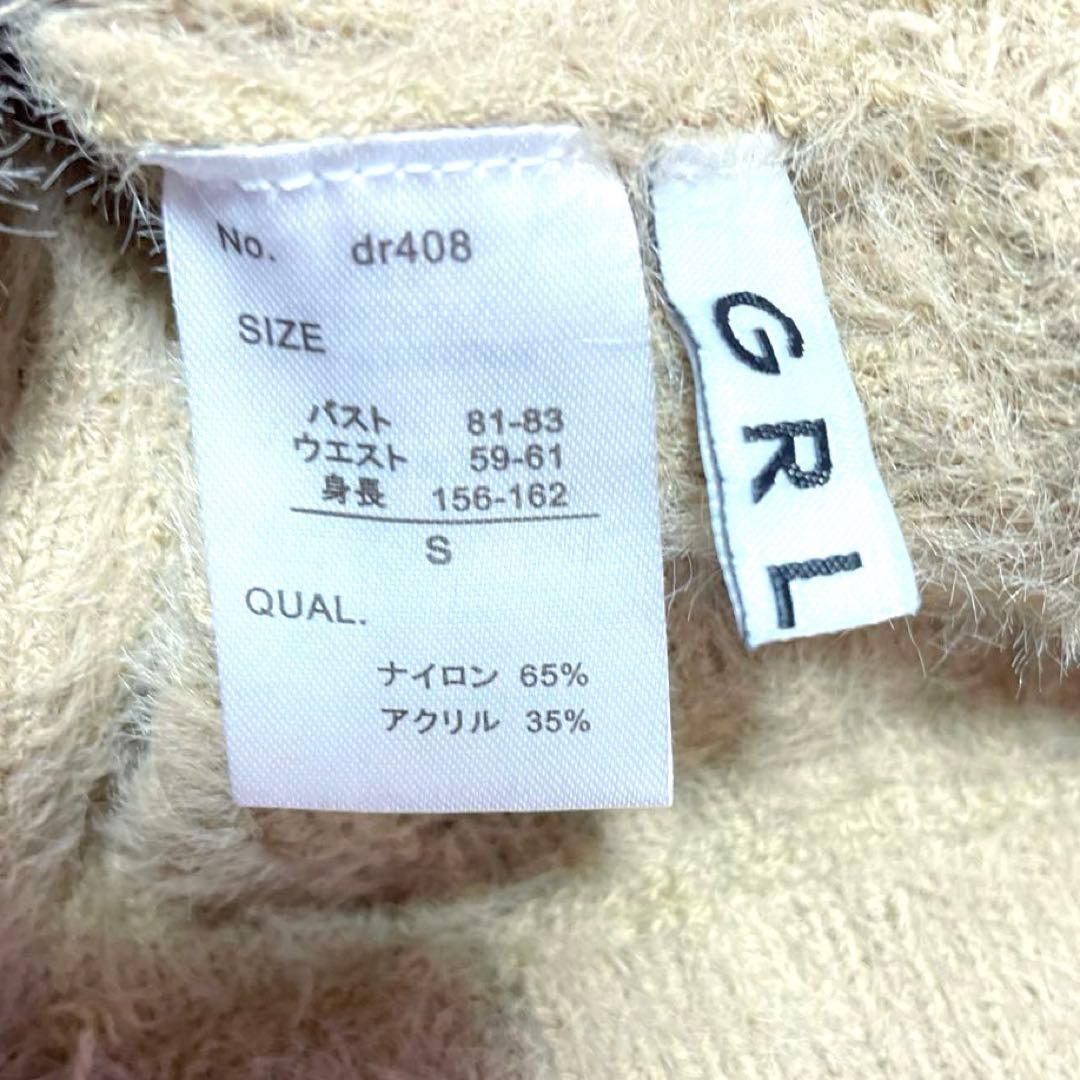 No. dr408
SIZE
バスト 81-83
ウエスト 59-61
身長 156-162
S
QUAL.
ナイロン 65%
アクリル 35%
GRL